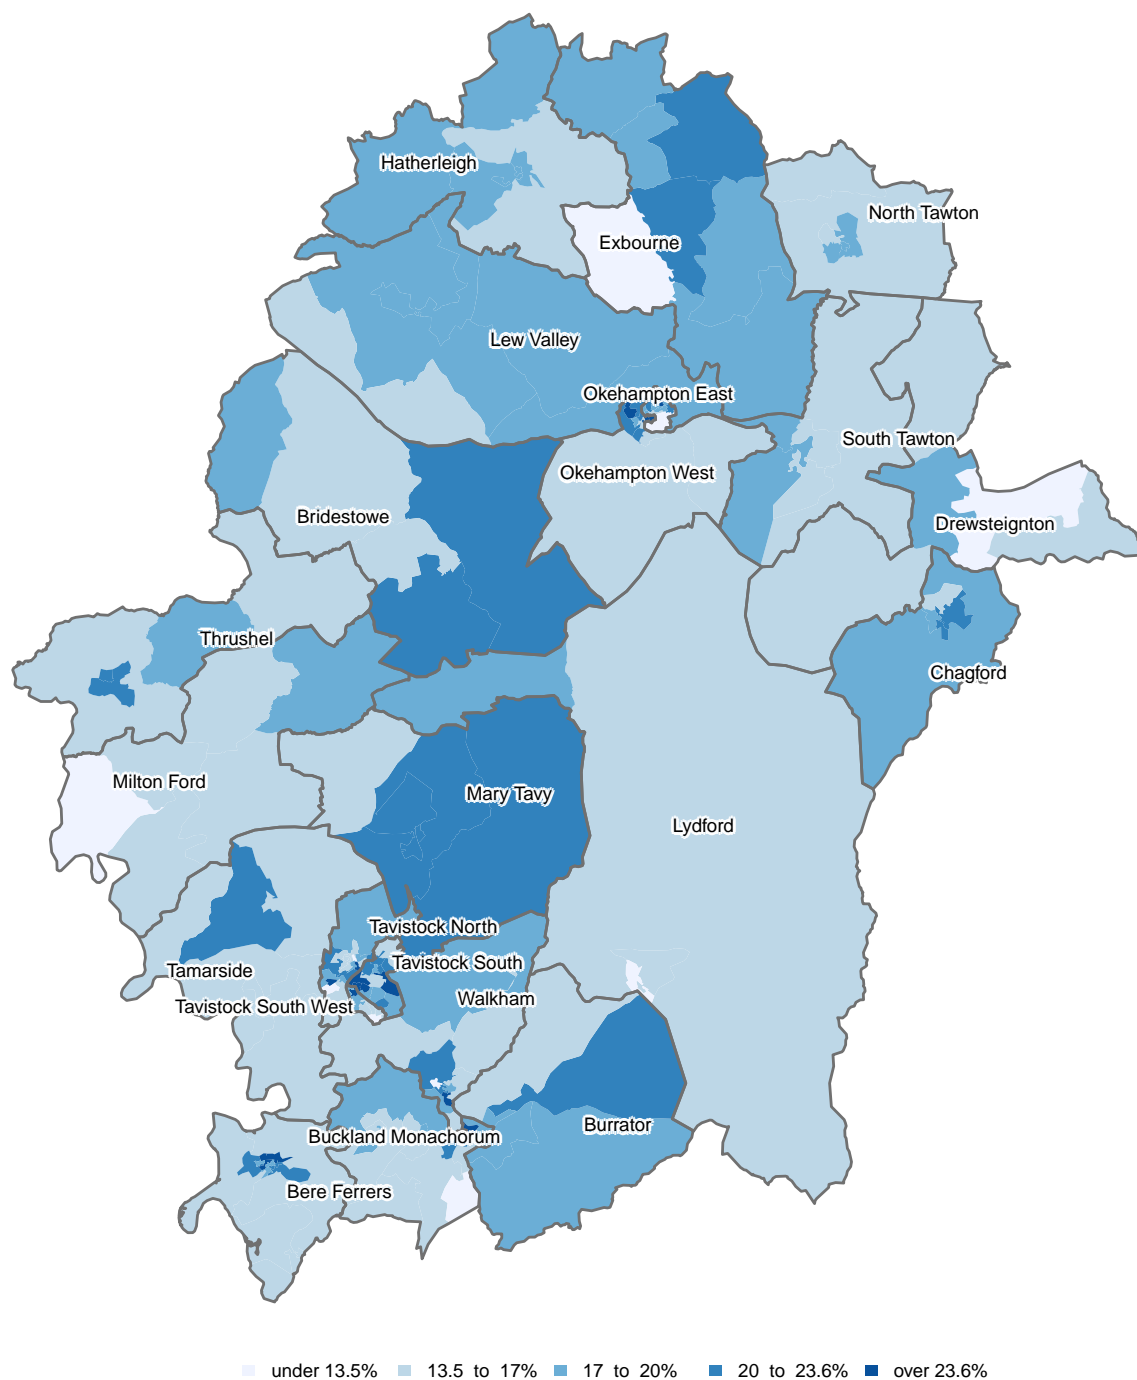 Hatherleigh
North Tawton
Exbourne
Lew Valley
Okehampton East
South Tawton
Okehampton West
Bridestowe
Drewsteignton
Thrushel
Chagford
Milton Ford
Mary Tavy
Lydford
Tavistock North
Tavistock South
Tamarside
Walkham
Tavistock South West
Burrator
Buckland Monachorum
Bere Ferrers
under 13.5% 13.5 to 17% 17 to 20% 20 to 23.6% over 23.6%